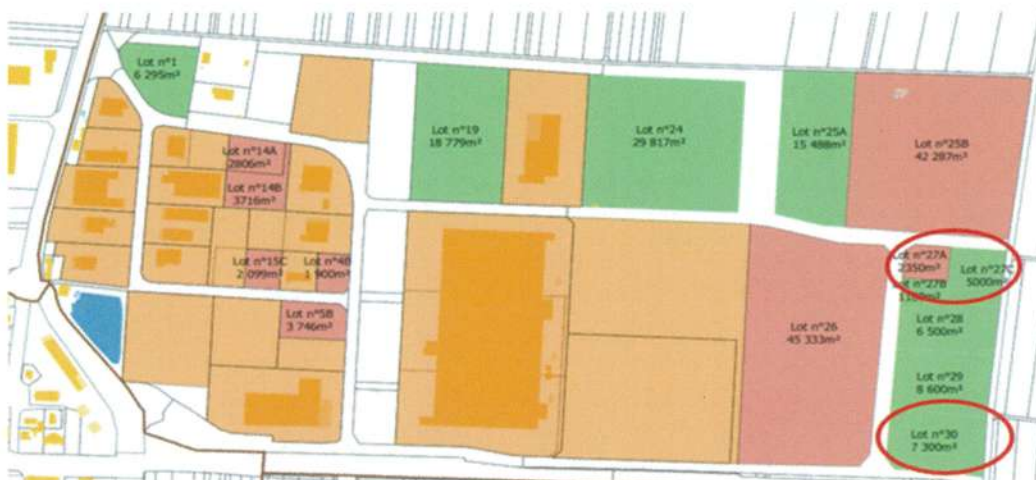 Lot n°1
6 295m²
Lot n°14A
2806m²
Lot n°14B
3716m²
Lot n°15C
2 099m²
Lot n°4B
1 900m²
Lot n°5B
3 746m²
Lot n°19
18 779m²
Lot n°24
29 817m²
Lot n°25A
15 488m²
Lot n°25B
42 287m²
Lot n°26
45 333m²
Lot n°27A
2350m²
Lot n°27B
Lot n°27C
5000m²
Lot n°28
6 500m²
Lot n°29
8 600m²
Lot n°30
7 300m²